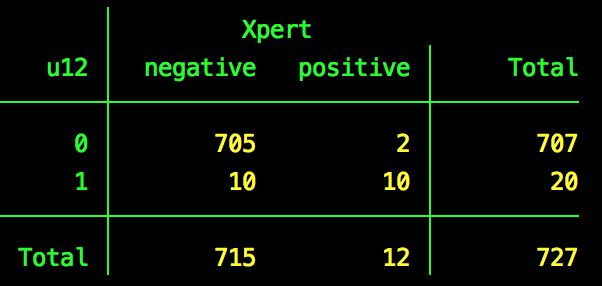 Xpert
u12 negative positive Total
0 705 2 707
1 10 10 20
Total 715 12 727